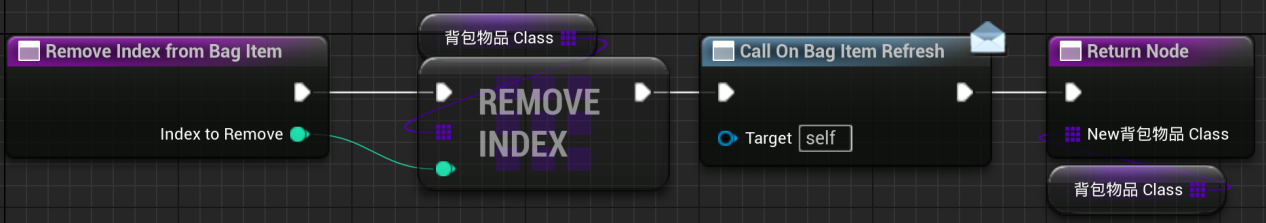 Remove Index from Bag Item
Index to Remove
背包物品 Class
REMOVE
INDEX
Call On Bag Item Refresh
Target self
Return Node
New背包物品 Class
背包物品 Class